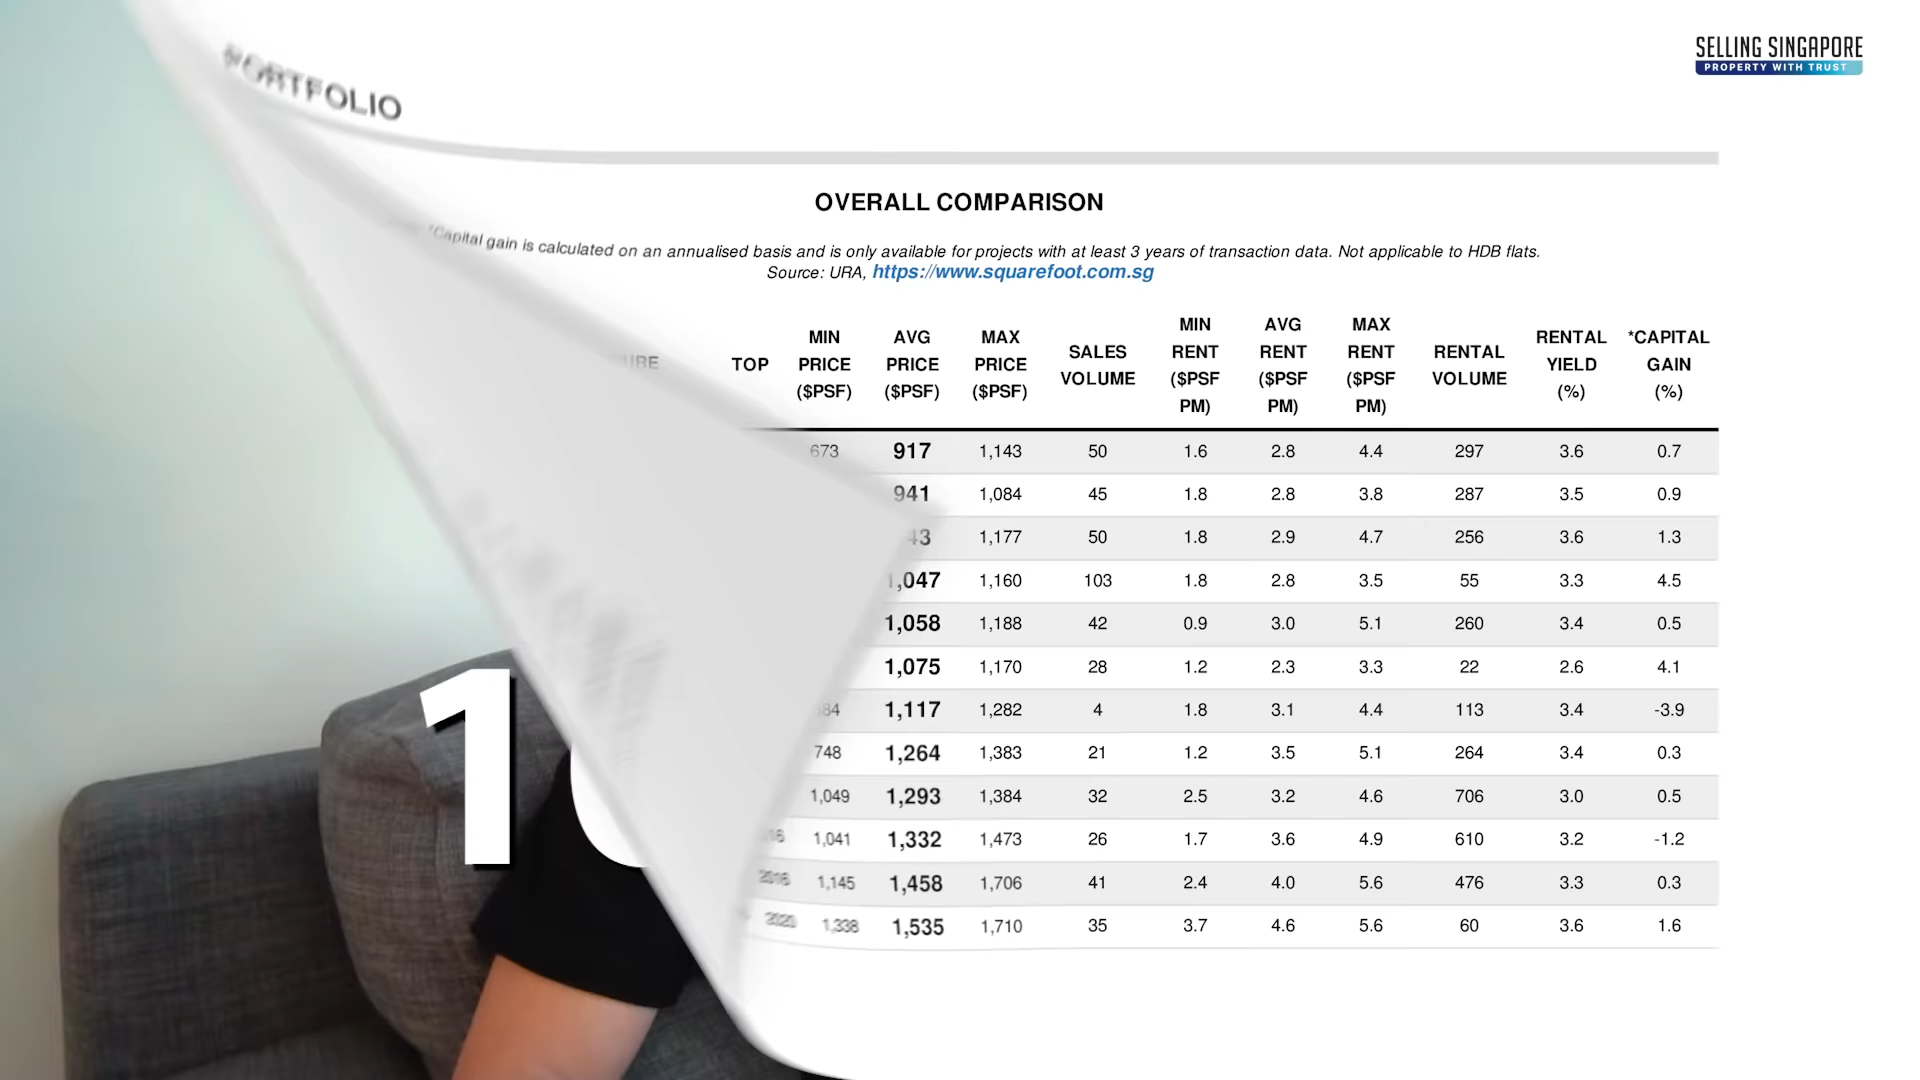 SELLING SINGAPORE
PROPERTY WITH TRUST
PORTFOLIO
OVERALL COMPARISON
*Capital gain is calculated on an annualised basis and is only available for projects with at least 3 years of transaction data. Not applicable to HDB flats.
Source: URA, https://www.squarefoot.com.sg
TOP MIN PRICE ($PSF) AVG PRICE ($PSF) MAX PRICE ($PSF) SALES VOLUME MIN RENT ($PSF PM) AVG RENT ($PSF PM) MAX RENT ($PSF PM) RENTAL VOLUME RENTAL YIELD (%) *CAPITAL GAIN (%)
673 917 1,143 50 1.6 2.8 4.4 297 3.6 0.7
941 1,084 45 1.8 2.8 3.8 287 3.5 0.9
1,177 50 1.8 2.9 4.7 256 3.6 1.3
1,047 1,160 103 1.8 2.8 3.5 55 3.3 4.5
1,058 1,188 42 0.9 3.0 5.1 260 3.4 0.5
1,075 1,170 28 1.2 2.3 3.3 22 2.6 4.1
1,117 1,282 4 1.8 3.1 4.4 113 3.4 -3.9
748 1,264 1,383 21 1.2 3.5 5.1 264 3.4 0.3
1,049 1,293 1,384 32 2.5 3.2 4.6 706 3.0 0.5
1,041 1,332 1,473 26 1.7 3.6 4.9 610 3.2 -1.2
2016 1,145 1,458 1,706 41 2.4 4.0 5.6 476 3.3 0.3
2020 1,338 1,535 1,710 35 3.7 4.6 5.6 60 3.6 1.6
1